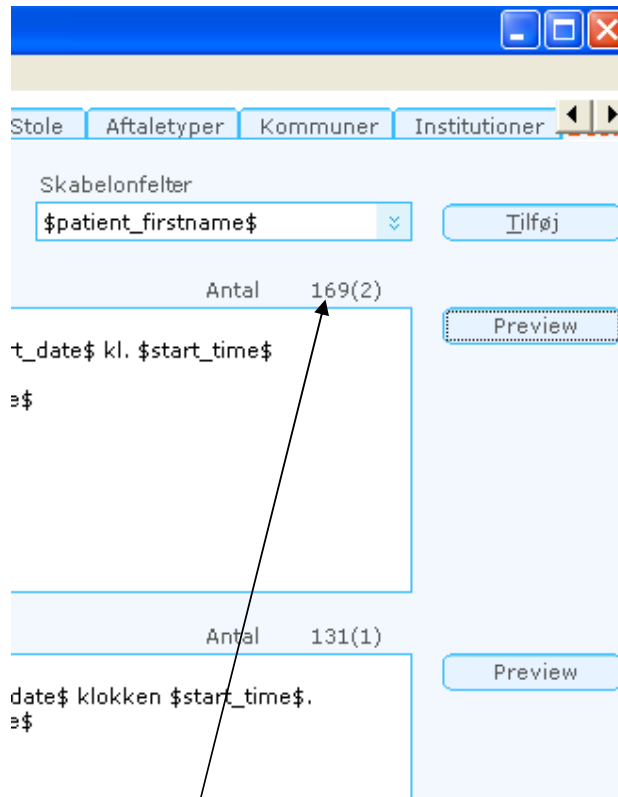 Stole Aftaletyper Kommuner Institutioner
Skabelonfelter
$patient_firstname$ Tilføj
Antal 169(2)
Preview
t_date$ kl. $start_time$
e$
Antal 131(1)
Preview
date$ klokken $start_time$.
e$